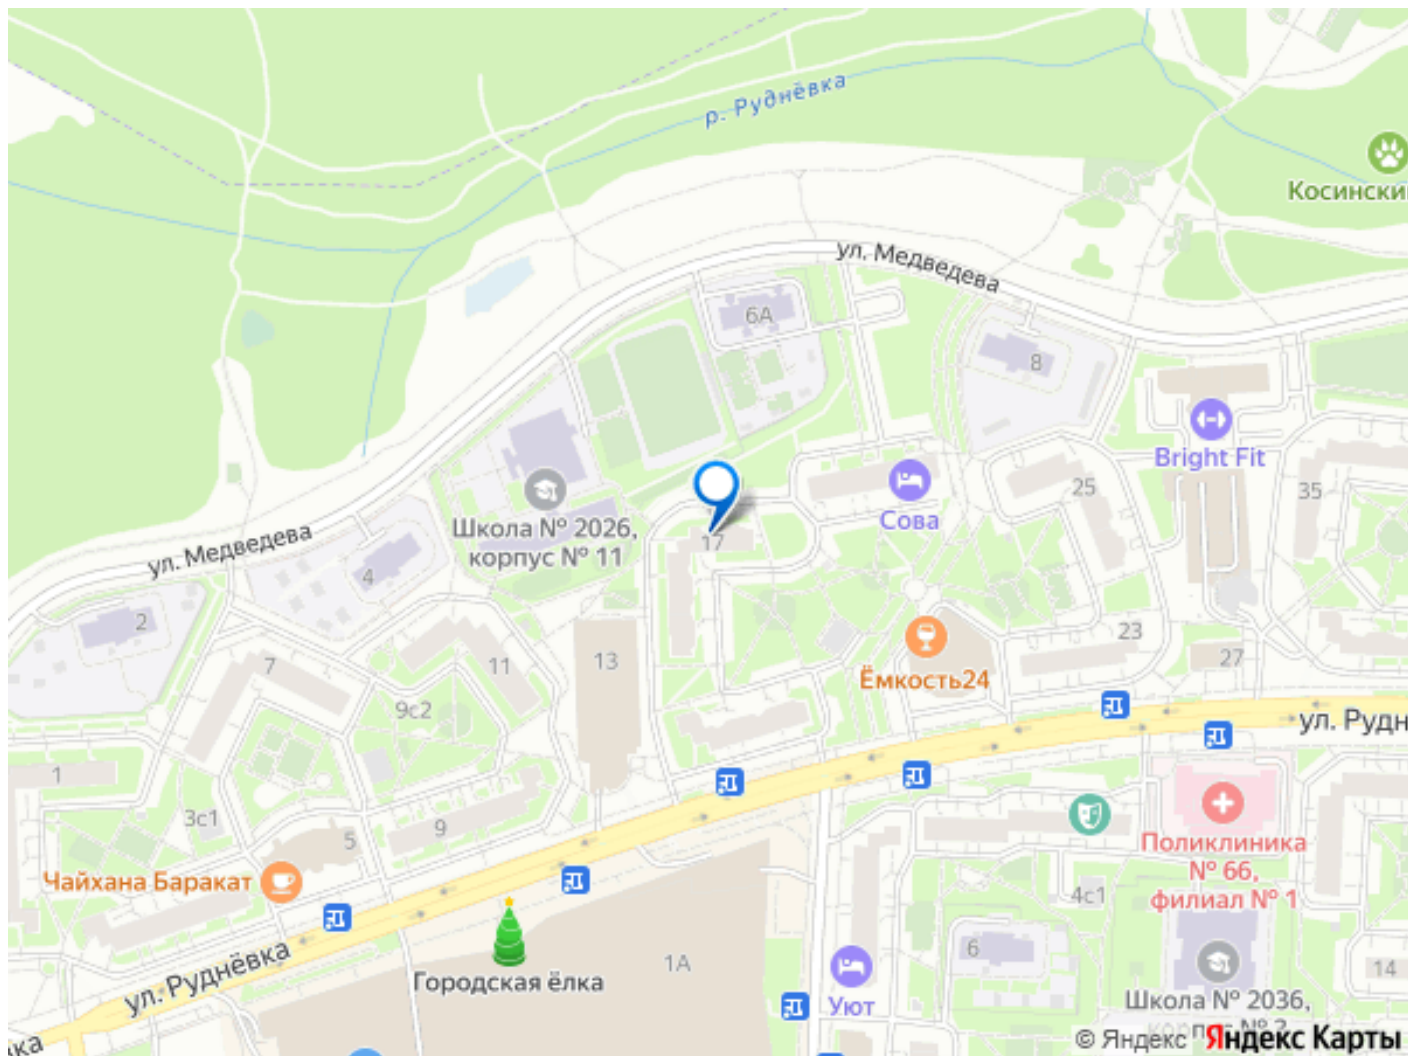 р. Руднёвка
Косински
ул. Медведева
6А
8
Bright Fit
25
35
Сова
Школа № 2026,
корпус № 11
17
ул. Медведева
4
2
7
11
13
9с2
23
27
Ёмкость24
ул. Рудн
1
3с1
9
5
Чайхана Баракат
Поликлиника
№ 66,
филиал № 1
4с1
6
14
ул. Руднёвка
Городская ёлка
1А
Уют
Школа № 2036,
вка
© Яндекс Яндекс Карты